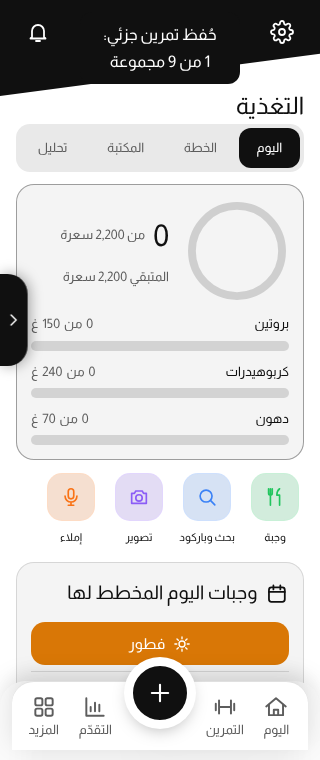 حُفظ تمرين جزئي:
1 من 9 مجموعة
التغذية
اليوم
الخطة
المكتبة
تحليل
0 من 2,200 سعرة
المتبقي 2,200 سعرة
بروتين 0 من 150 غ
كربوهيدرات 0 من 240 غ
دهون 0 من 70 غ
وجبة
بحث وباركود
تصوير
إملاء
وجبات اليوم المخطط لها
فطور
اليوم
التمرين
التقدّم
المزيد